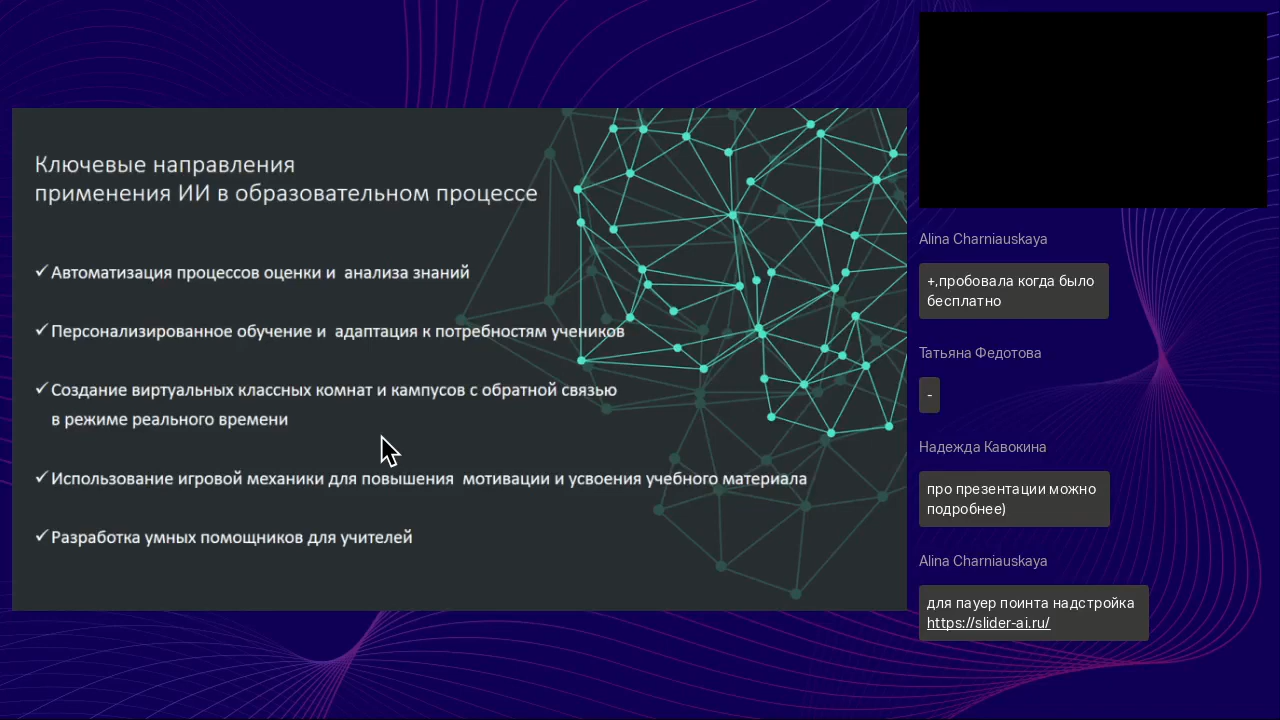 Ключевые направления
применения ИИ в образовательном процессе
✓ Автоматизация процессов оценки и анализа знаний
✓ Персонализированное обучение и адаптация к потребностям учеников
✓ Создание виртуальных классных комнат и кампусов с обратной связью
в режиме реального времени
✓ Использование игровой механики для повышения мотивации и усвоения учебного материала
✓ Разработка умных помощников для учителей
Alina Charniauskaya
+,пробовала когда было
бесплатно
Татьяна Федотова
-
Надежда Кавокина
про презентации можно
подробнее)
Alina Charniauskaya
для пауер поинта надстройка
https://slider-ai.ru/